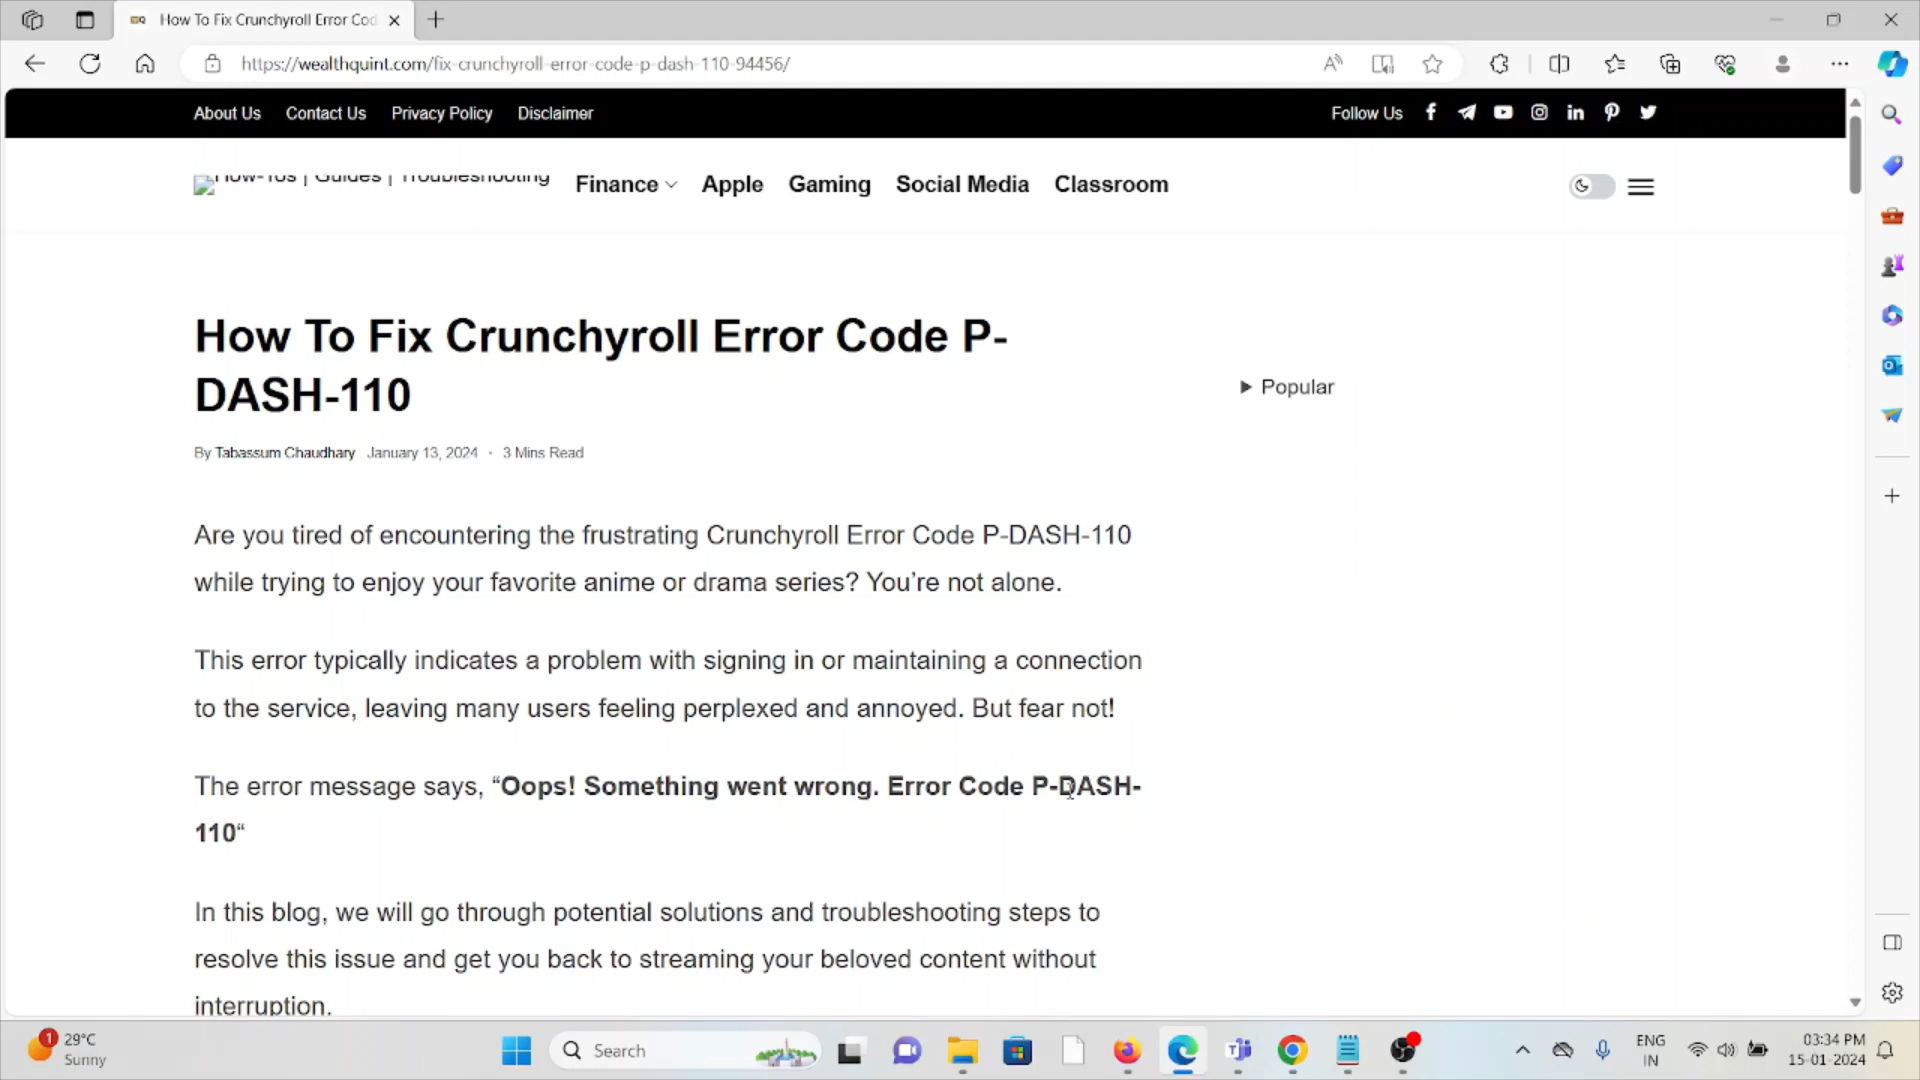 How To Fix Crunchyroll Error Cod
https://wealthquint.com/fix-crunchyroll-error-code-p-dash-110-94456/
About Us Contact Us Privacy Policy Disclaimer Follow Us
How-Tos | Guides | Troubleshooting Finance Apple Gaming Social Media Classroom
How To Fix Crunchyroll Error Code P-
DASH-110
Popular
By Tabassum Chaudhary January 13, 2024 • 3 Mins Read
Are you tired of encountering the frustrating Crunchyroll Error Code P-DASH-110
while trying to enjoy your favorite anime or drama series? You’re not alone.
This error typically indicates a problem with signing in or maintaining a connection
to the service, leaving many users feeling perplexed and annoyed. But fear not!
The error message says, “Oops! Something went wrong. Error Code P-DASH-
110“
In this blog, we will go through potential solutions and troubleshooting steps to
resolve this issue and get you back to streaming your beloved content without
interruption.
1 29°C
Sunny
Search
ENG
IN
03:34 PM
15-01-2024